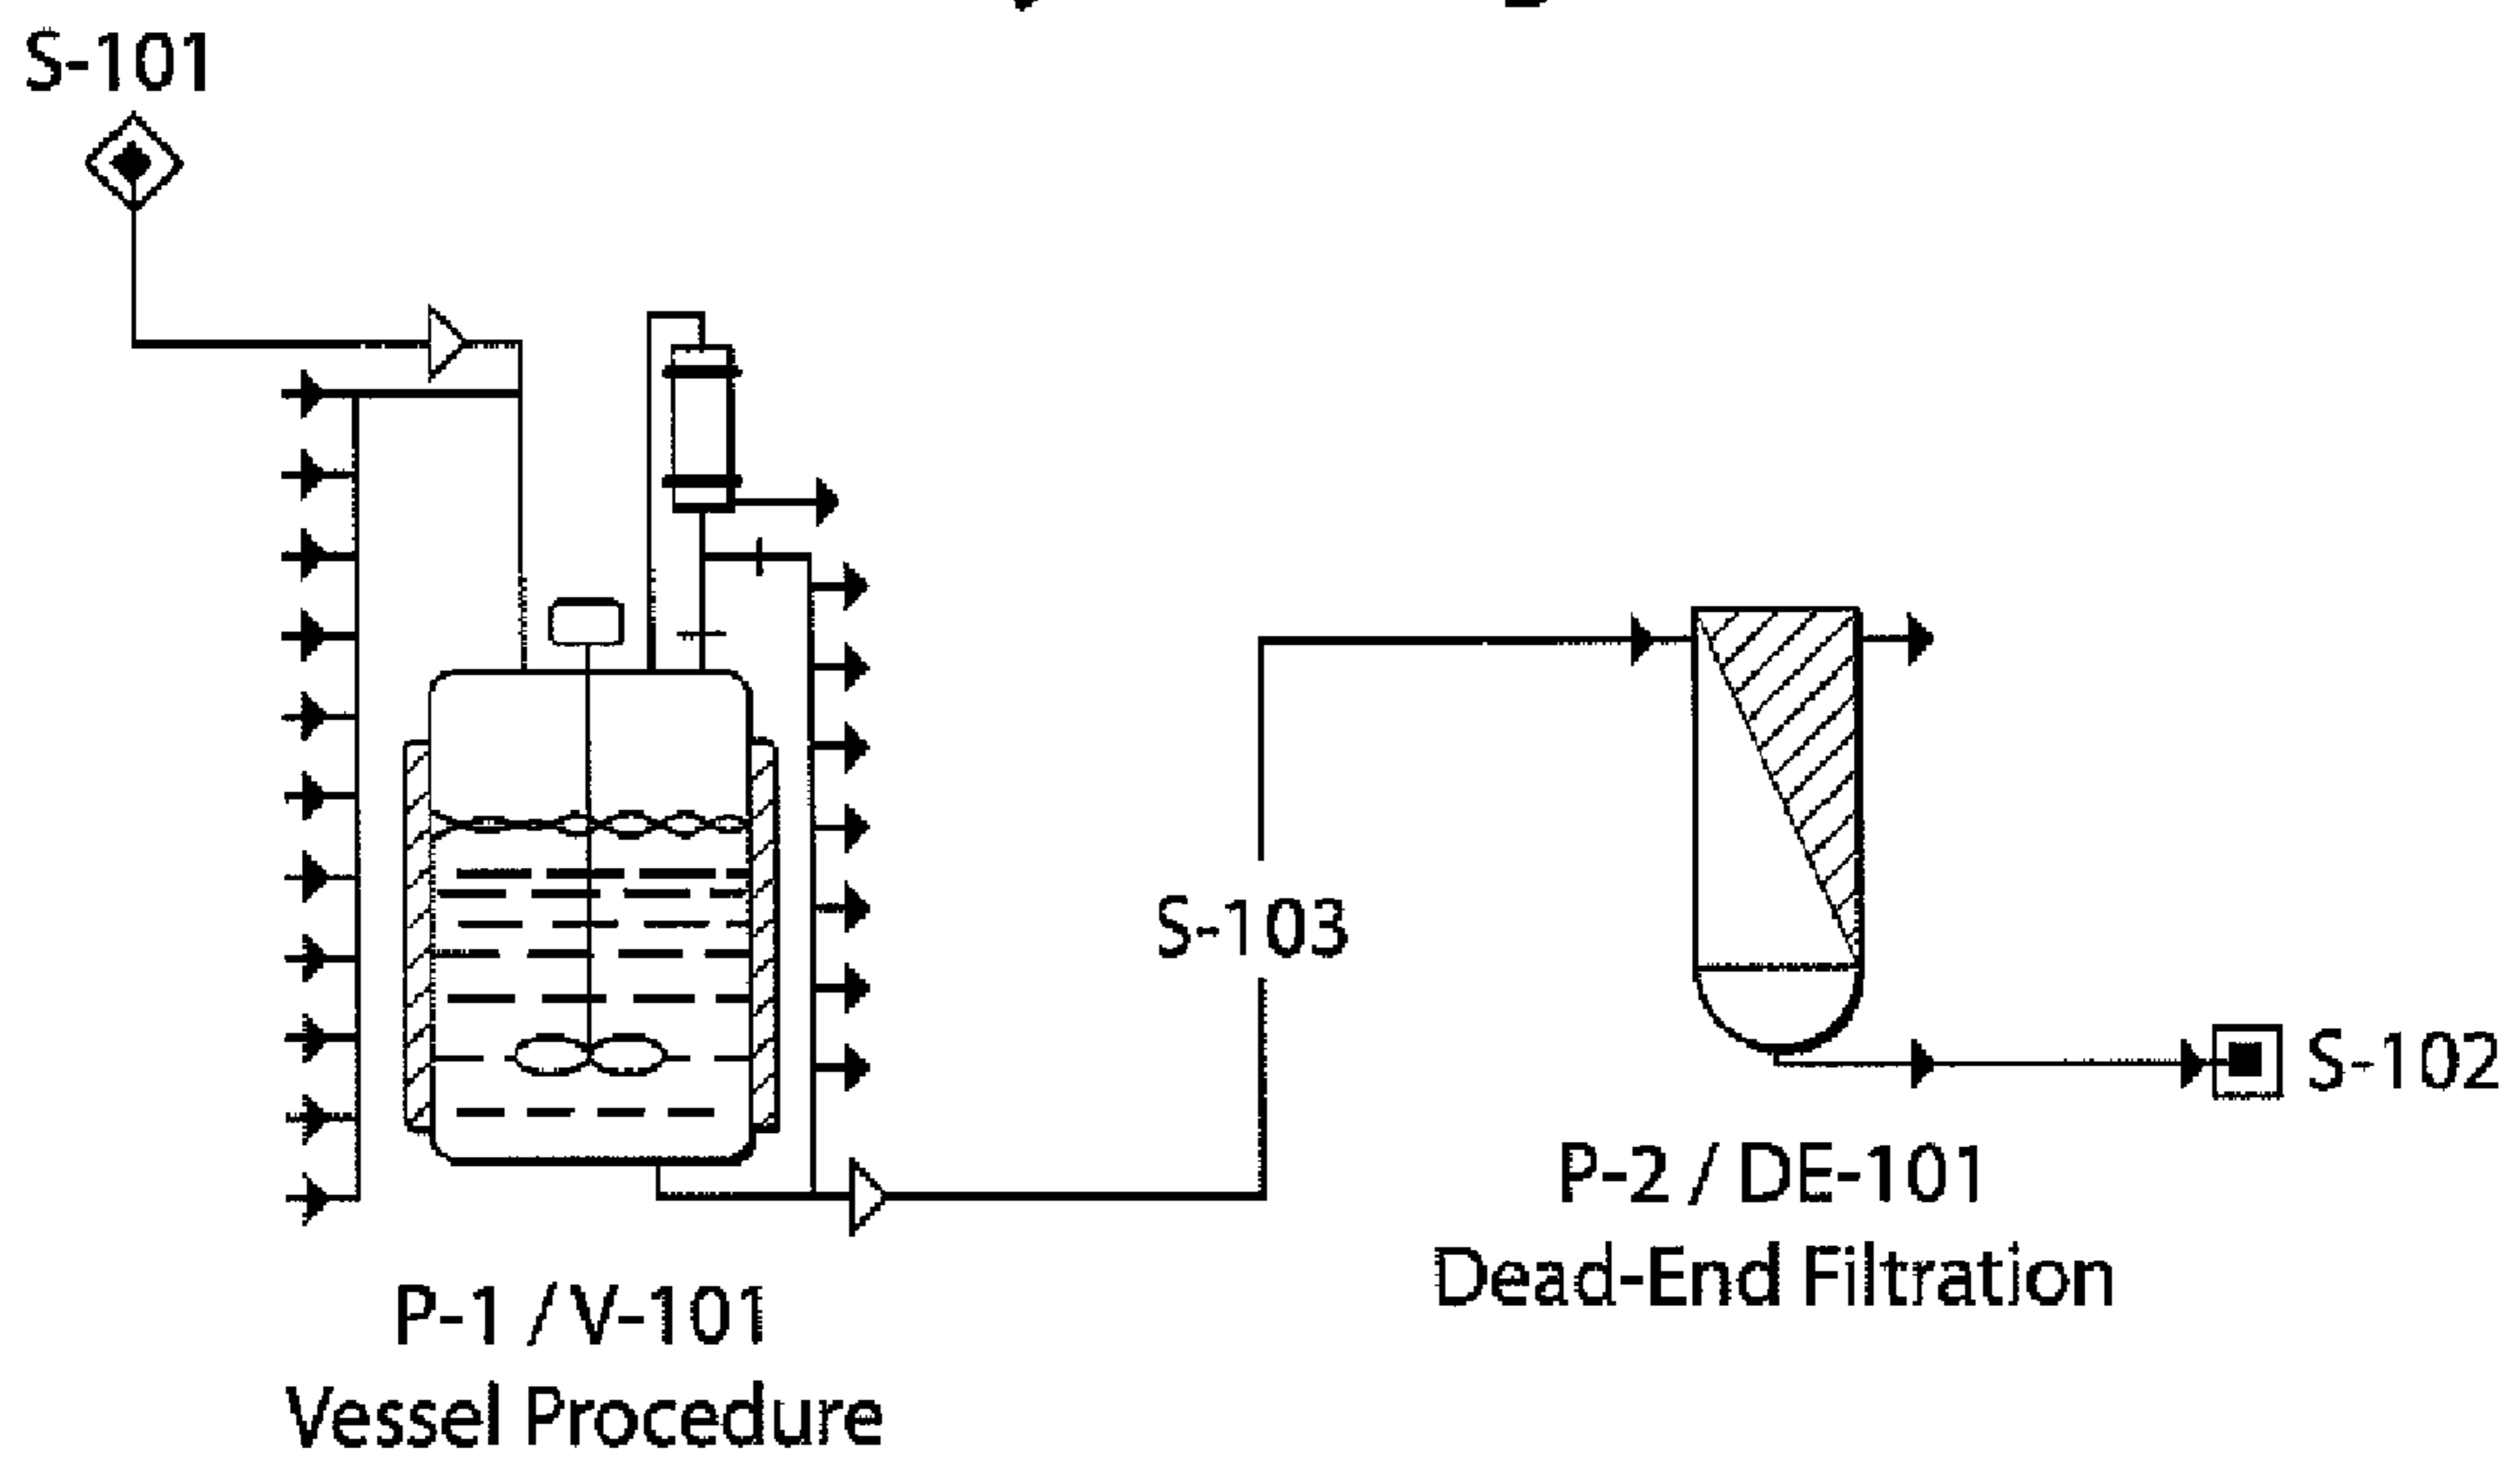 S-101
S-103
S-102
P-2 / DE-101
Dead-End Filtration
P-1 / V-101
Vessel Procedure